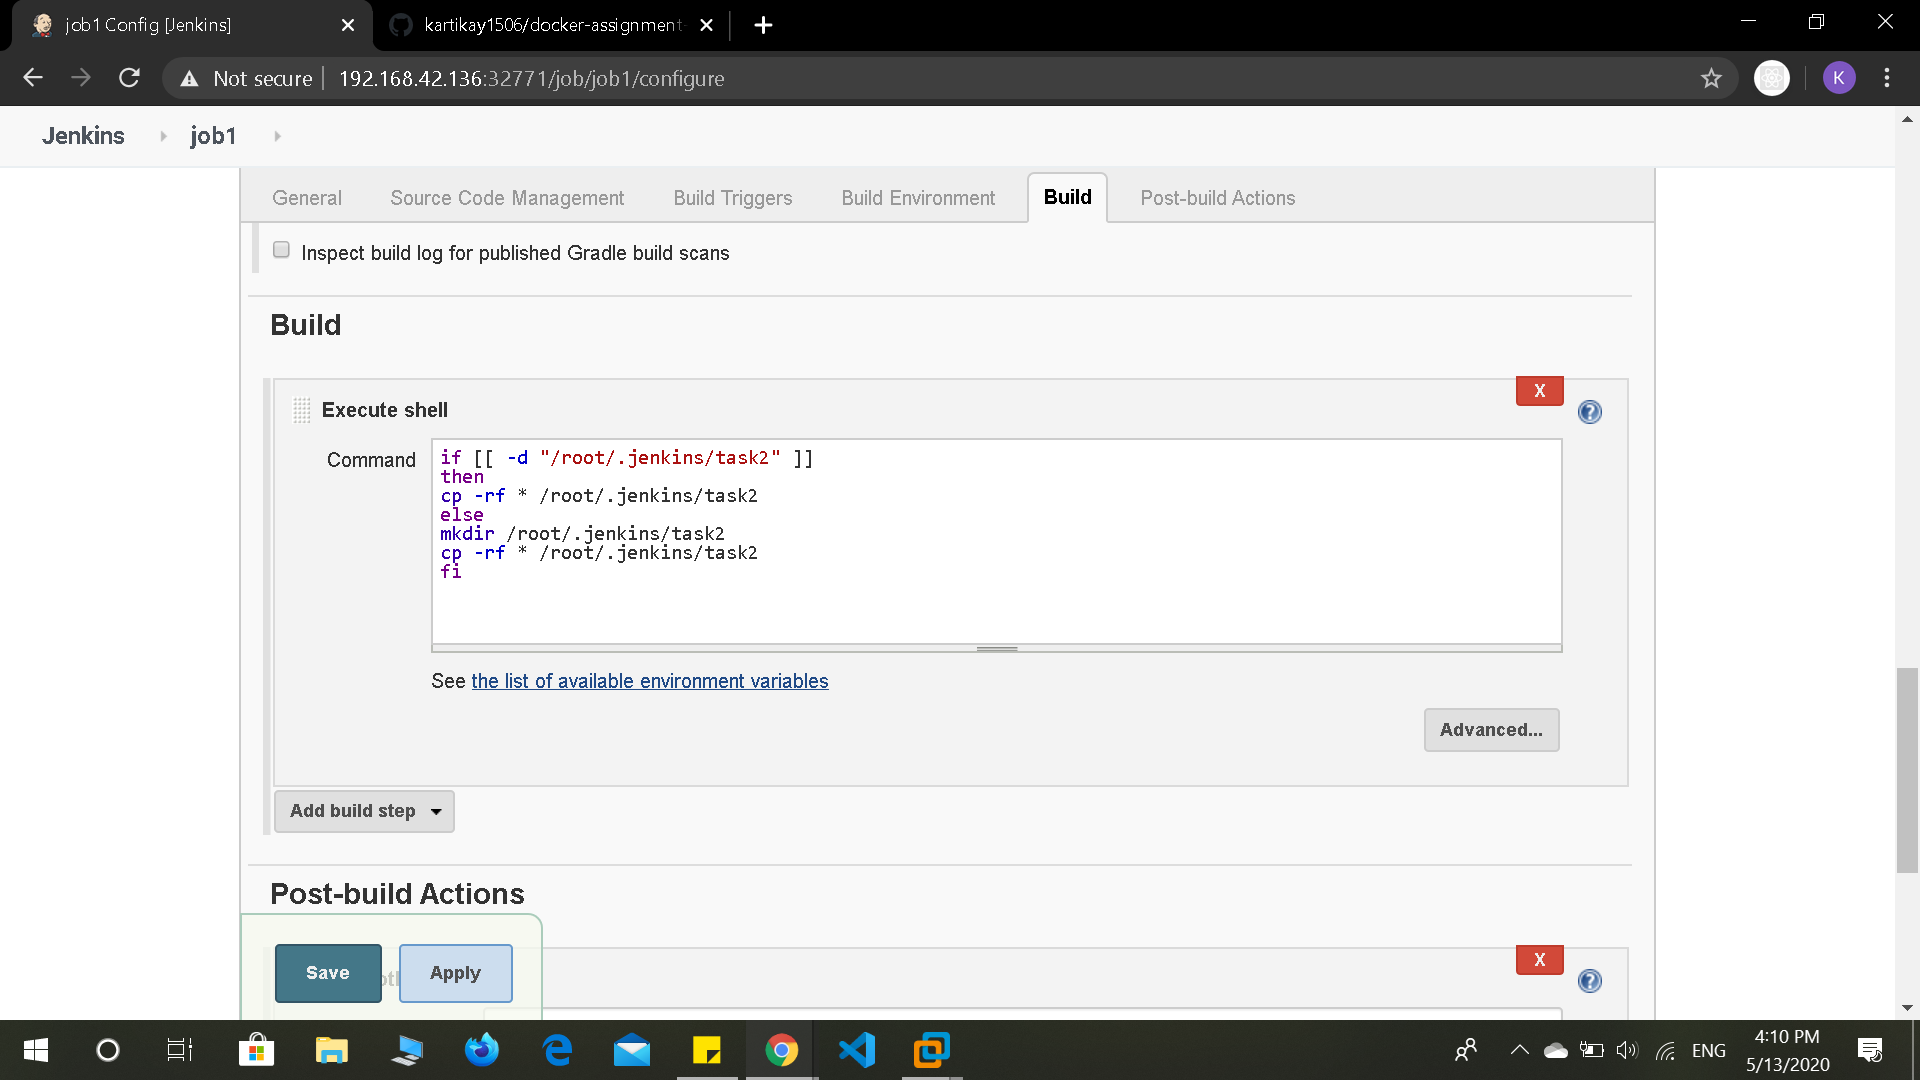 job1 Config [Jenkins]
kartikay1506/docker-assignment-
Not secure
192.168.42.136:32771/job/job1/configure
K
Jenkins
job1
General
Source Code Management
Build Triggers
Build Environment
Build
Post-build Actions
Inspect build log for published Gradle build scans
Build
X
Execute shell
?
Command
if [[ -d "/root/.jenkins/task2" ]]
then
cp -rf * /root/.jenkins/task2
else
mkdir /root/.jenkins/task2
cp -rf * /root/.jenkins/task2
fi
See the list of available environment variables
Advanced...
Add build step
Post-build Actions
X
Save
Apply
?
ENG
4:10 PM
5/13/2020